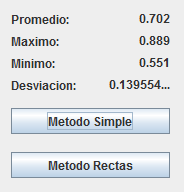 Promedio: 0.702
Maximo: 0.889
Minimo: 0.551
Desviacion: 0.139554...
Metodo Simple
Metodo Rectas